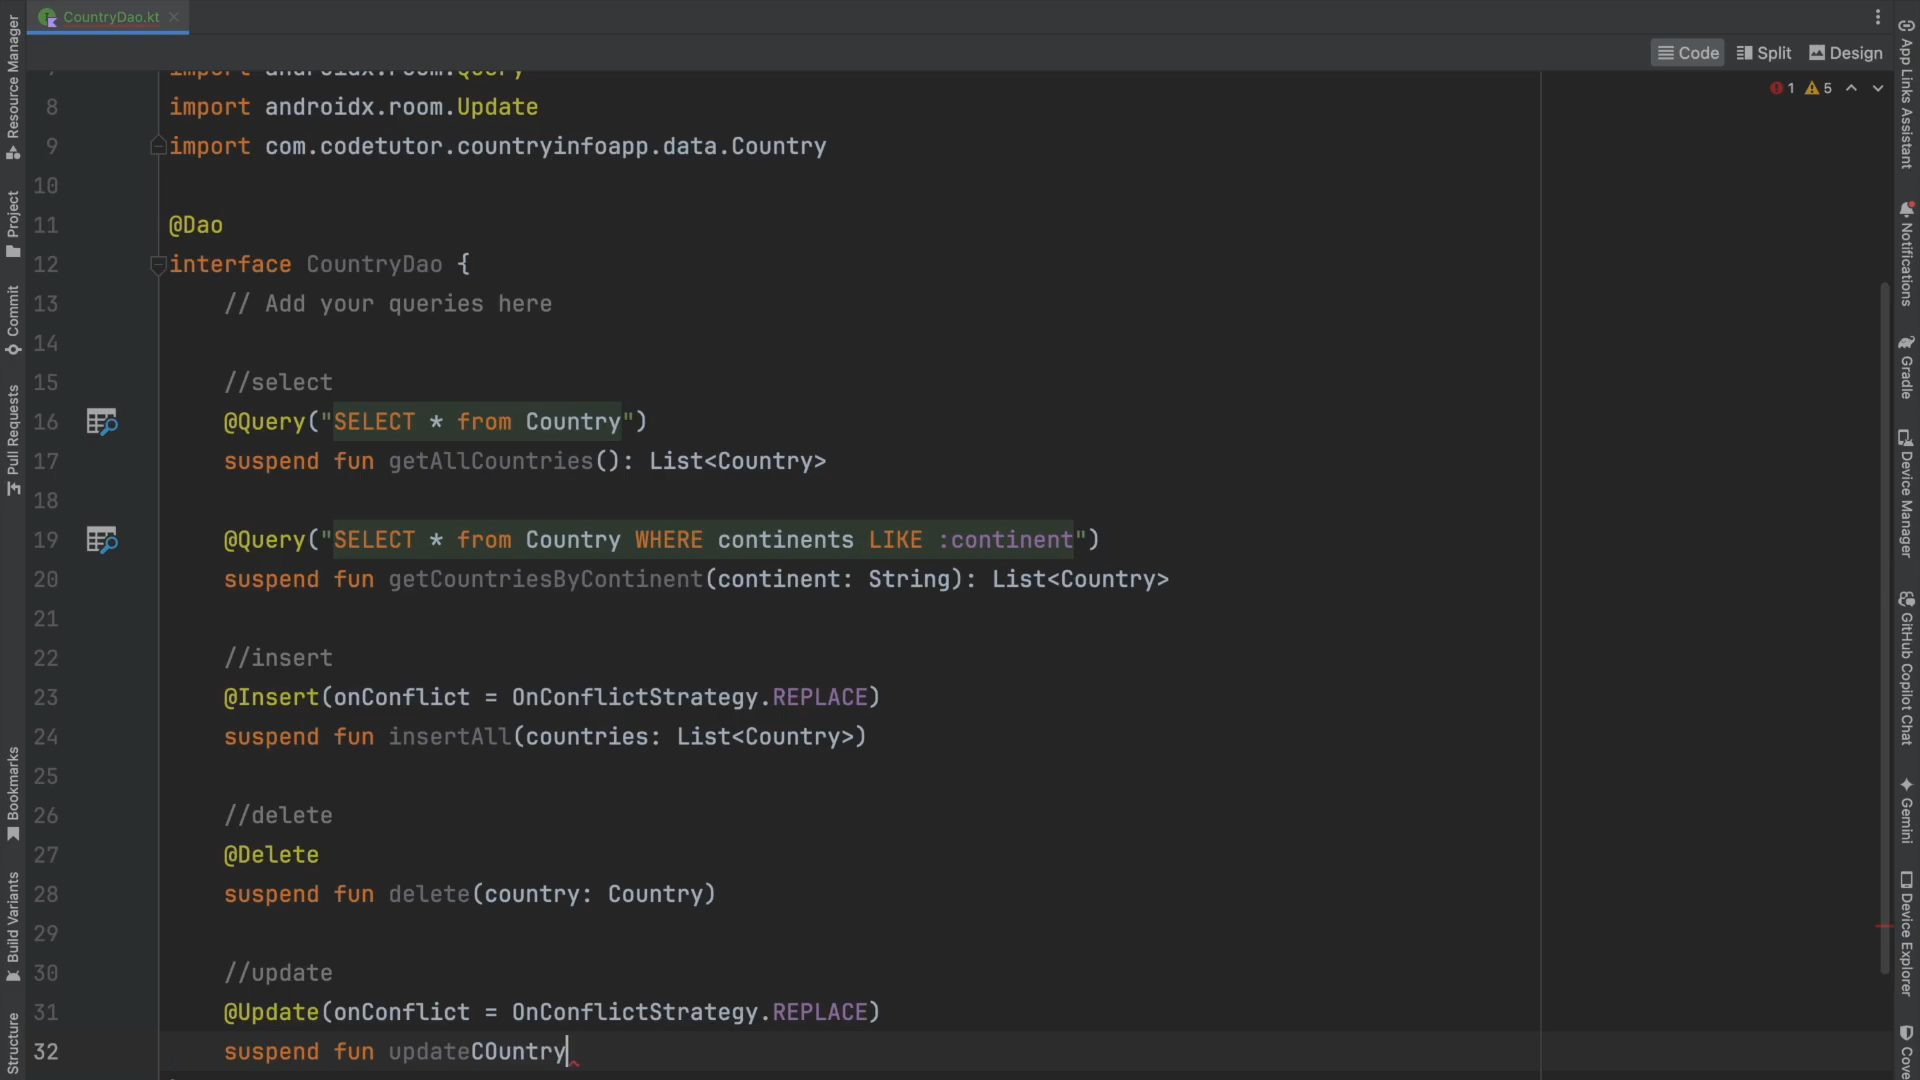 CountryDao.kt
Code
Split
Design
import androidx.room.Query
1
5
8 import androidx.room.Update
9 import com.codetutor.countryinfoapp.data.Country
10
11 @Dao
12 interface CountryDao {
13 // Add your queries here
14
15 //select
16 @Query("SELECT * from Country")
17 suspend fun getAllCountries(): List<Country>
18
19 @Query("SELECT * from Country WHERE continents LIKE :continent")
20 suspend fun getCountriesByContinent(continent: String): List<Country>
21
22 //insert
23 @Insert(onConflict = OnConflictStrategy.REPLACE)
24 suspend fun insertAll(countries: List<Country>)
25
26 //delete
27 @Delete
28 suspend fun delete(country: Country)
29
30 //update
31 @Update(onConflict = OnConflictStrategy.REPLACE)
32 suspend fun updateCOuntry
Resource Manager
Project
Commit
Pull Requests
Bookmarks
Build Variants
Structure
App Links Assistant
Notifications
Gradle
Device Manager
GitHub Copilot Chat
Gemini
Device Explorer